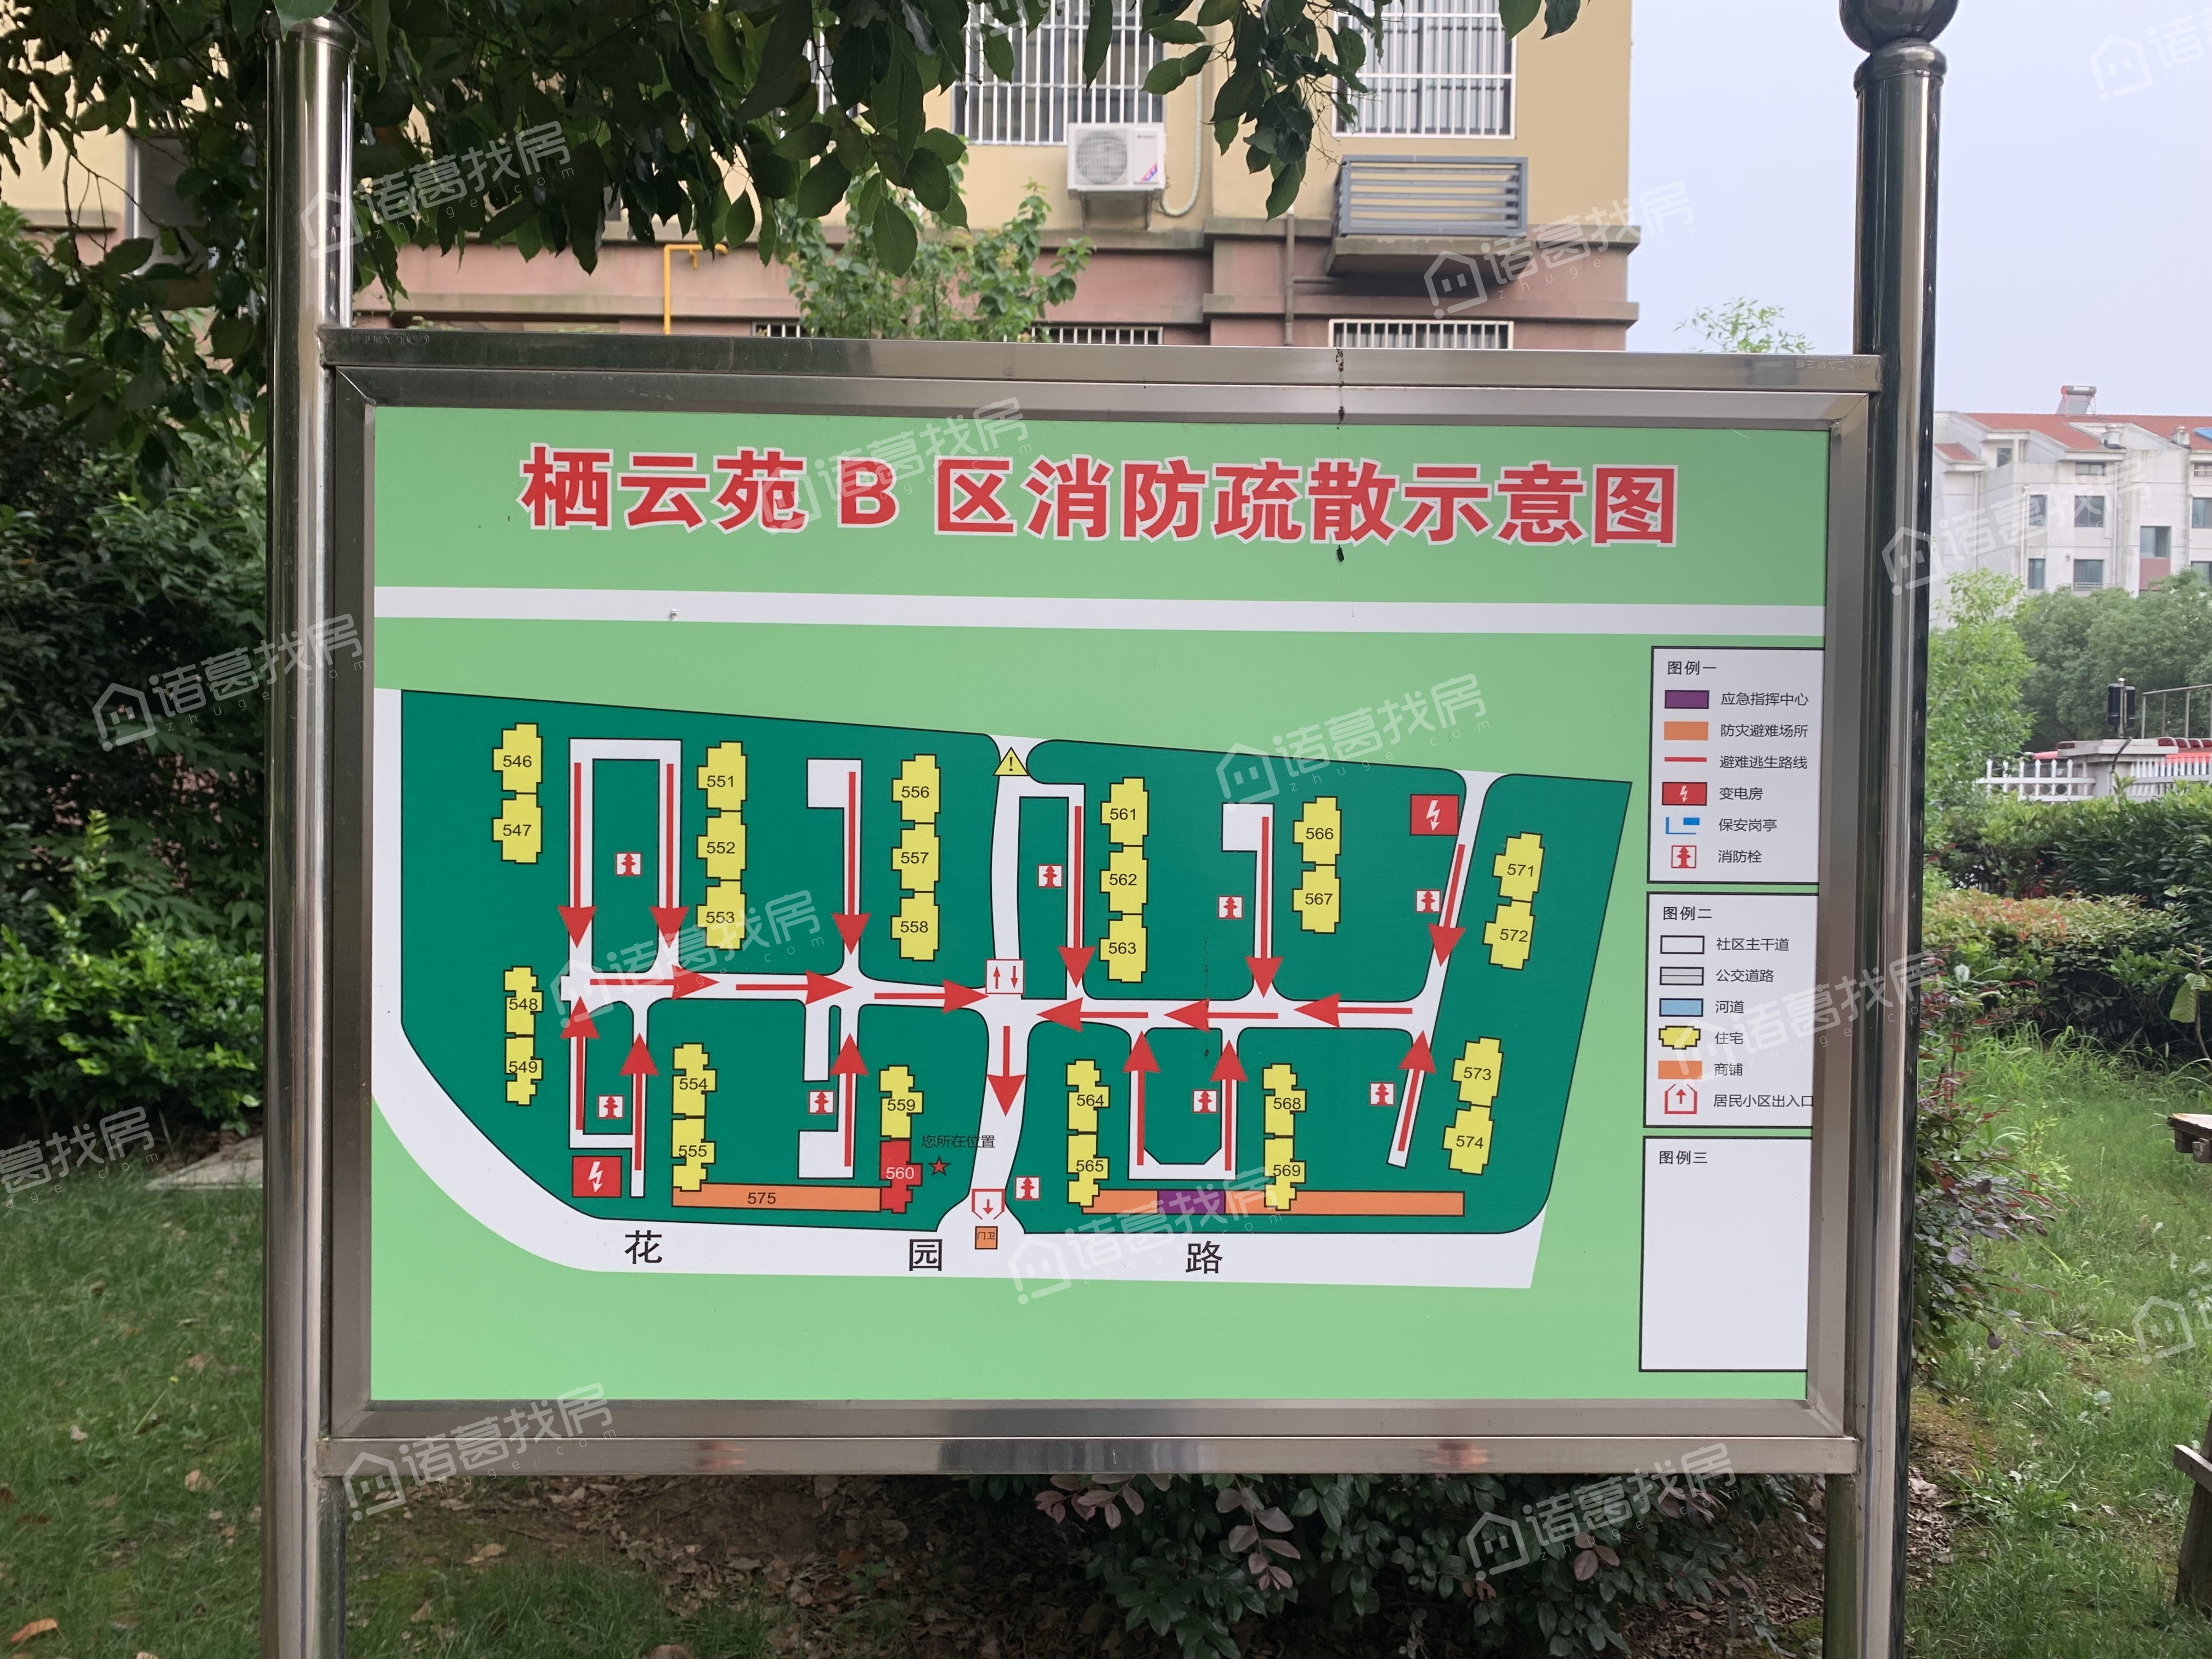 栖云苑 B 区消防疏散示意图
图例一
应急指挥中心
防灾避难场所
避难逃生路线
变电房
保安岗亭
消防栓
图例二
社区主干道
公交道路
河道
住宅
商铺
居民小区出入口
图例三
546
547
551
552
553
556
557
558
561
562
563
566
567
571
572
548
549
554
555
559
560
您所在位置
564
565
568
569
573
574
575
门卫
花园路
诸葛找房
zhuge.com